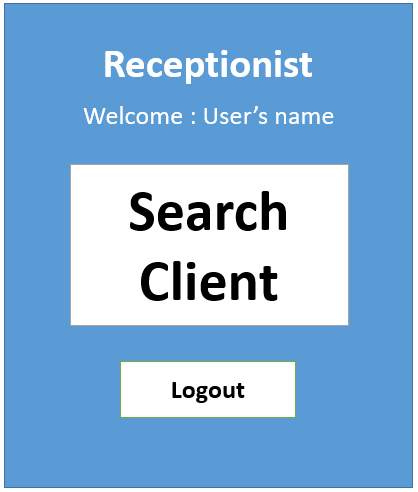 Receptionist
Welcome : User’s name
Search
Client
Logout